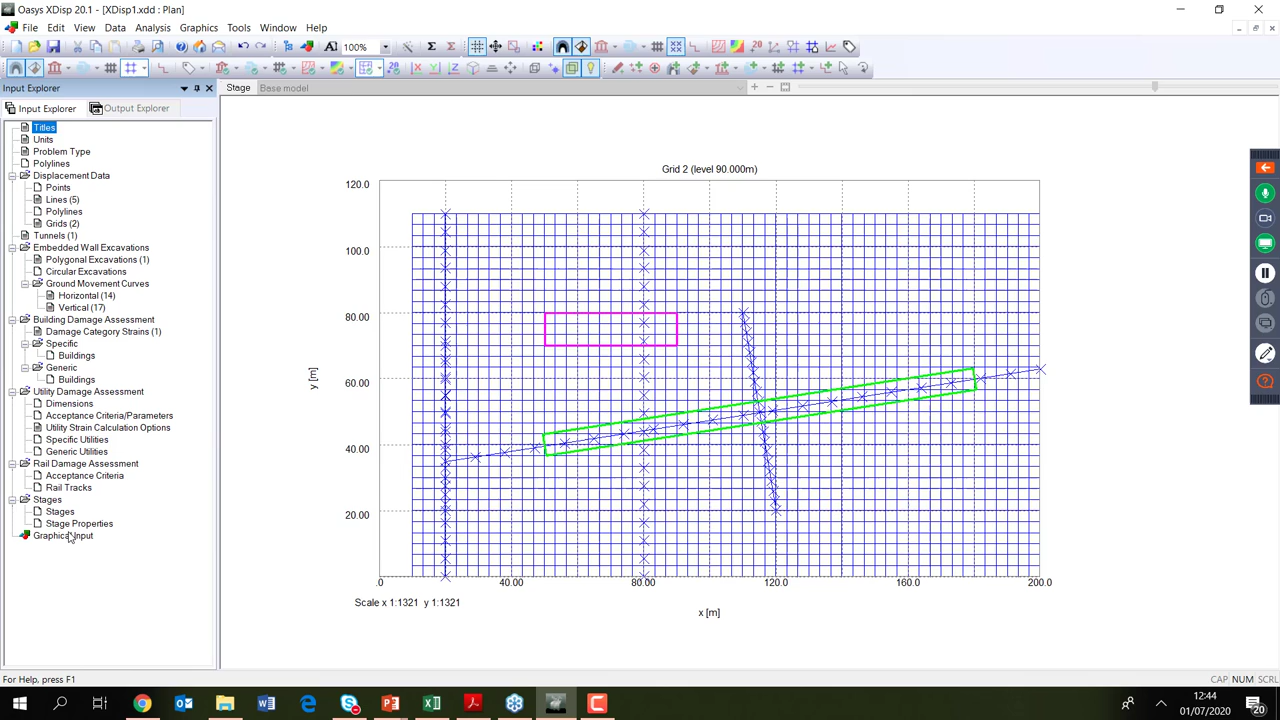 Oasys XDisp 20.1 - [XDisp1.xdd : Plan]
File Edit View Data Analysis Graphics Tools Window Help
100%
Input Explorer
Stage Base model
Input Explorer Output Explorer
Titles
Units
Problem Type
Polylines
Displacement Data
Points
Lines (5)
Polylines
Grids (2)
Tunnels (1)
Embedded Wall Excavations
Polygonal Excavations (1)
Circular Excavations
Ground Movement Curves
Horizontal (14)
Vertical (17)
Building Damage Assessment
Damage Category Strains (1)
Specific
Buildings
Generic
Buildings
Utility Damage Assessment
Dimensions
Acceptance Criteria/Parameters
Utility Strain Calculation Options
Specific Utilities
Generic Utilities
Rail Damage Assessment
Acceptance Criteria
Rail Tracks
Stages
Stages
Stage Properties
Graphical Input
Grid 2 (level 90.000m)
120.0
100.0
80.00
60.00
40.00
20.00
y [m]
.0 40.00 80.00 120.0 160.0 200.0
Scale x 1:1321 y 1:1321
x [m]
For Help, press F1
CAP NUM SCRL
12:44
01/07/2020
20